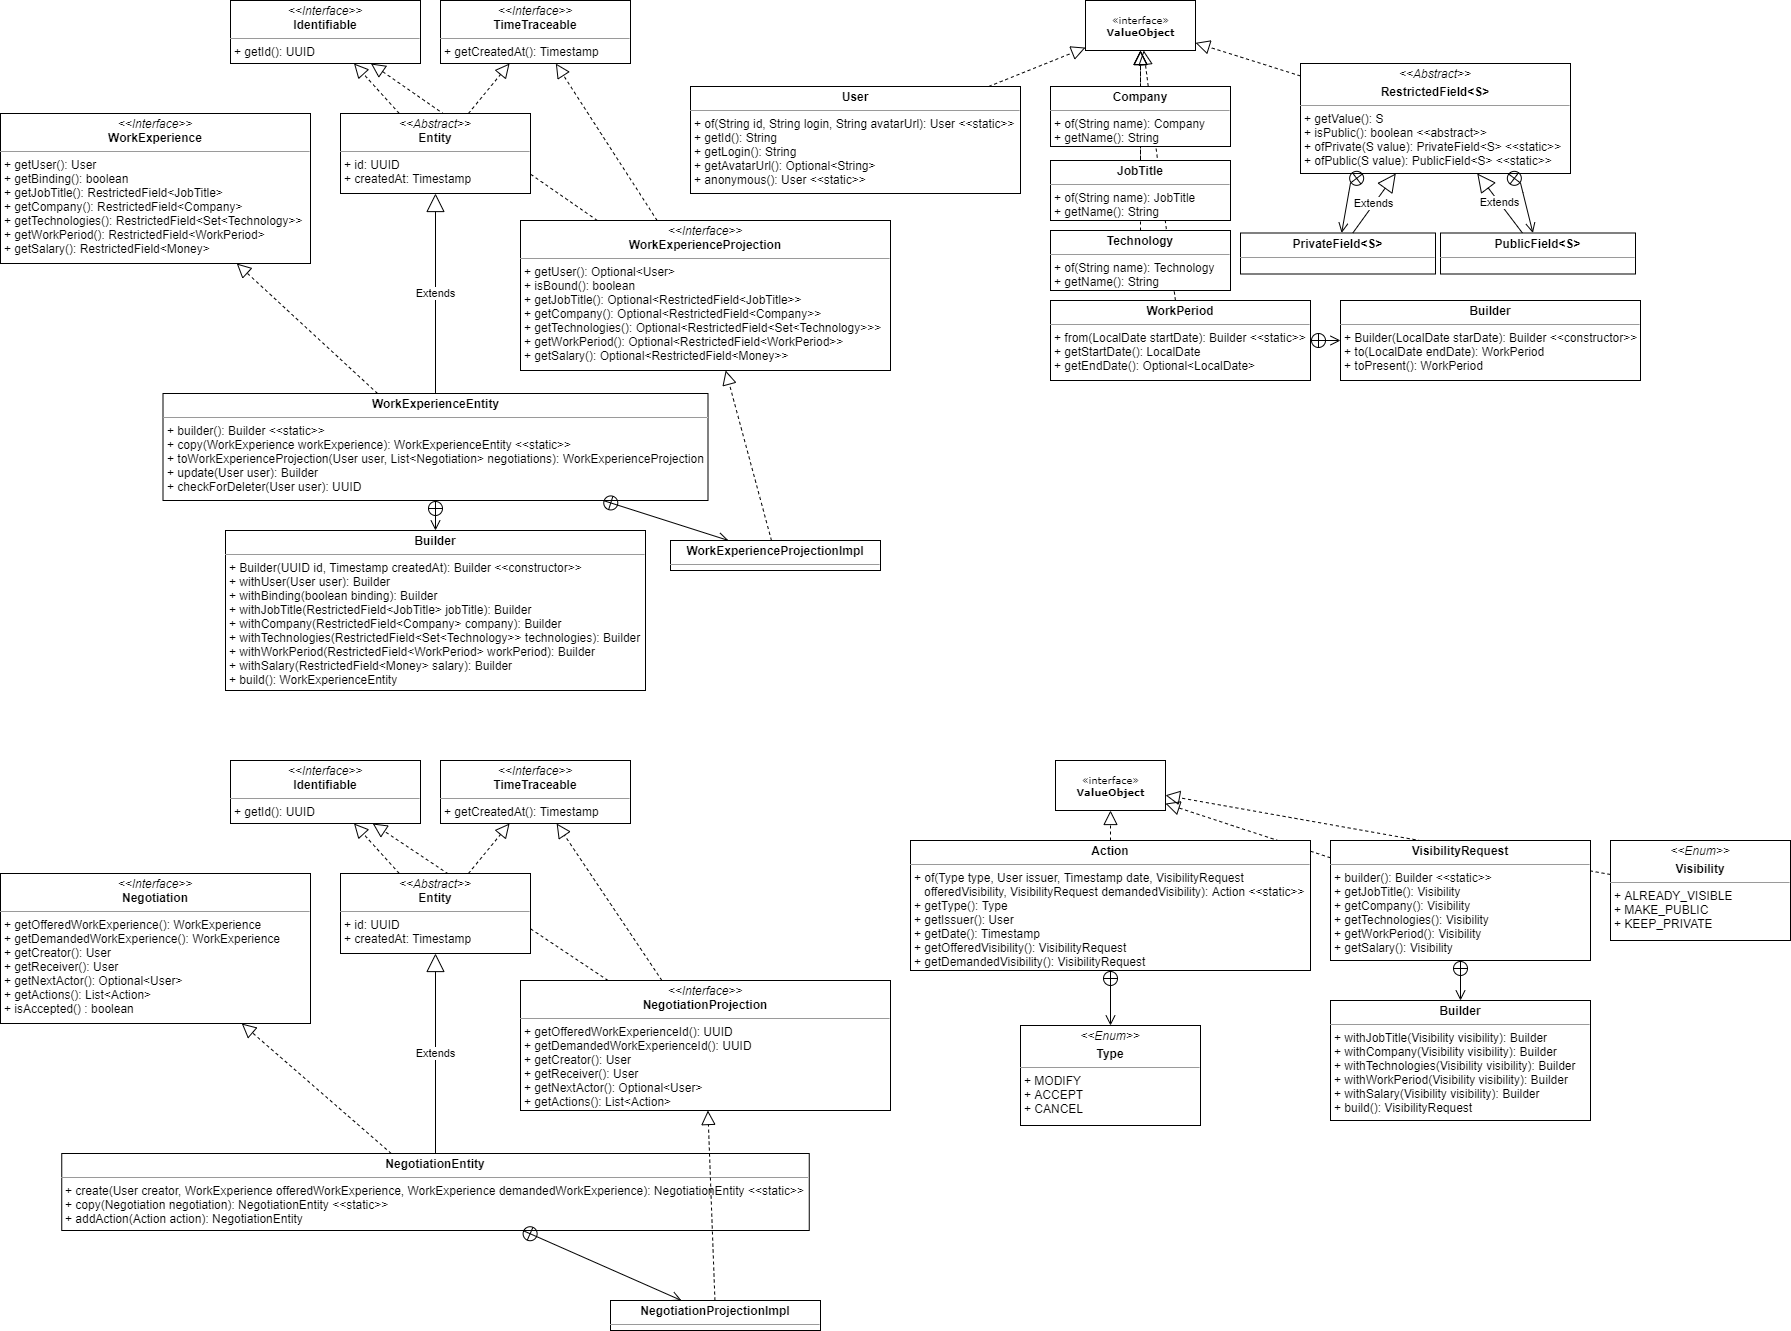 <<Interface>>
Identifiable
+ getId(): UUID
<<Interface>>
TimeTraceable
+ getCreatedAt(): Timestamp
<<Interface>>
WorkExperience
+ getUser(): User
+ getBinding(): boolean
+ getJobTitle(): RestrictedField<JobTitle>
+ getCompany(): RestrictedField<Company>
+ getTechnologies(): RestrictedField<Set<Technology>>
+ getWorkPeriod(): RestrictedField<WorkPeriod>
+ getSalary(): RestrictedField<Money>
<<Abstract>>
Entity
+ id: UUID
+ createdAt: Timestamp
Extends
<<Interface>>
WorkExperienceProjection
+ getUser(): Optional<User>
+ isBound(): boolean
+ getJobTitle(): Optional<RestrictedField<JobTitle>>
+ getCompany(): Optional<RestrictedField<Company>>
+ getTechnologies(): Optional<RestrictedField<Set<Technology>>>
+ getWorkPeriod(): Optional<RestrictedField<WorkPeriod>>
+ getSalary(): Optional<RestrictedField<Money>>
WorkExperienceEntity
+ builder(): Builder <<static>>
+ copy(WorkExperience workExperience): WorkExperienceEntity <<static>>
+ toWorkExperienceProjection(User user, List<Negotiation> negotiations): WorkExperienceProjection
+ update(User user): Builder
+ checkForDeleter(User user): UUID
Builder
+ Builder(UUID id, Timestamp createdAt): Builder <<constructor>>
+ withUser(User user): Builder
+ withBinding(boolean binding): Builder
+ withJobTitle(RestrictedField<JobTitle> jobTitle): Builder
+ withCompany(RestrictedField<Company> company): Builder
+ withTechnologies(RestrictedField<Set<Technology>> technologies): Builder
+ withWorkPeriod(RestrictedField<WorkPeriod> workPeriod): Builder
+ withSalary(RestrictedField<Money> salary): Builder
+ build(): WorkExperienceEntity
WorkExperienceProjectionImpl
«interface»
ValueObject
User
+ of(String id, String login, String avatarUrl): User <<static>>
+ getId(): String
+ getLogin(): String
+ getAvatarUrl(): Optional<String>
+ anonymous(): User <<static>>
Company
+ of(String name): Company
+ getName(): String
JobTitle
+ of(String name): JobTitle
+ getName(): String
Technology
+ of(String name): Technology
+ getName(): String
WorkPeriod
+ from(LocalDate startDate): Builder <<static>>
+ getStartDate(): LocalDate
+ getEndDate(): Optional<LocalDate>
Builder
+ Builder(LocalDate starDate): Builder <<constructor>>
+ to(LocalDate endDate): WorkPeriod
+ toPresent(): WorkPeriod
<<Abstract>>
RestrictedField<S>
+ getValue(): S
+ isPublic(): boolean <<abstract>>
+ ofPrivate(S value): PrivateField<S> <<static>>
+ ofPublic(S value): PublicField<S> <<static>>
Extends
Extends
PrivateField<S>
PublicField<S>
<<Interface>>
Identifiable
+ getId(): UUID
<<Interface>>
TimeTraceable
+ getCreatedAt(): Timestamp
<<Interface>>
Negotiation
+ getOfferedWorkExperience(): WorkExperience
+ getDemandedWorkExperience(): WorkExperience
+ getCreator(): User
+ getReceiver(): User
+ getNextActor(): Optional<User>
+ getActions(): List<Action>
+ isAccepted() : boolean
<<Abstract>>
Entity
+ id: UUID
+ createdAt: Timestamp
Extends
<<Interface>>
NegotiationProjection
+ getOfferedWorkExperienceId(): UUID
+ getDemandedWorkExperienceId(): UUID
+ getCreator(): User
+ getReceiver(): User
+ getNextActor(): Optional<User>
+ getActions(): List<Action>
NegotiationEntity
+ create(User creator, WorkExperience offeredWorkExperience, WorkExperience demandedWorkExperience): NegotiationEntity <<static>>
+ copy(Negotiation negotiation): NegotiationEntity <<static>>
+ addAction(Action action): NegotiationEntity
NegotiationProjectionImpl
«interface»
ValueObject
Action
+ of(Type type, User issuer, Timestamp date, VisibilityRequest
offeredVisibility, VisibilityRequest demandedVisibility): Action <<static>>
+ getType(): Type
+ getIssuer(): User
+ getDate(): Timestamp
+ getOfferedVisibility(): VisibilityRequest
+ getDemandedVisibility(): VisibilityRequest
<<Enum>>
Type
+ MODIFY
+ ACCEPT
+ CANCEL
VisibilityRequest
+ builder(): Builder <<static>>
+ getJobTitle(): Visibility
+ getCompany(): Visibility
+ getTechnologies(): Visibility
+ getWorkPeriod(): Visibility
+ getSalary(): Visibility
Builder
+ withJobTitle(Visibility visibility): Builder
+ withCompany(Visibility visibility): Builder
+ withTechnologies(Visibility visibility): Builder
+ withWorkPeriod(Visibility visibility): Builder
+ withSalary(Visibility visibility): Builder
+ build(): VisibilityRequest
<<Enum>>
Visibility
+ ALREADY_VISIBLE
+ MAKE_PUBLIC
+ KEEP_PRIVATE